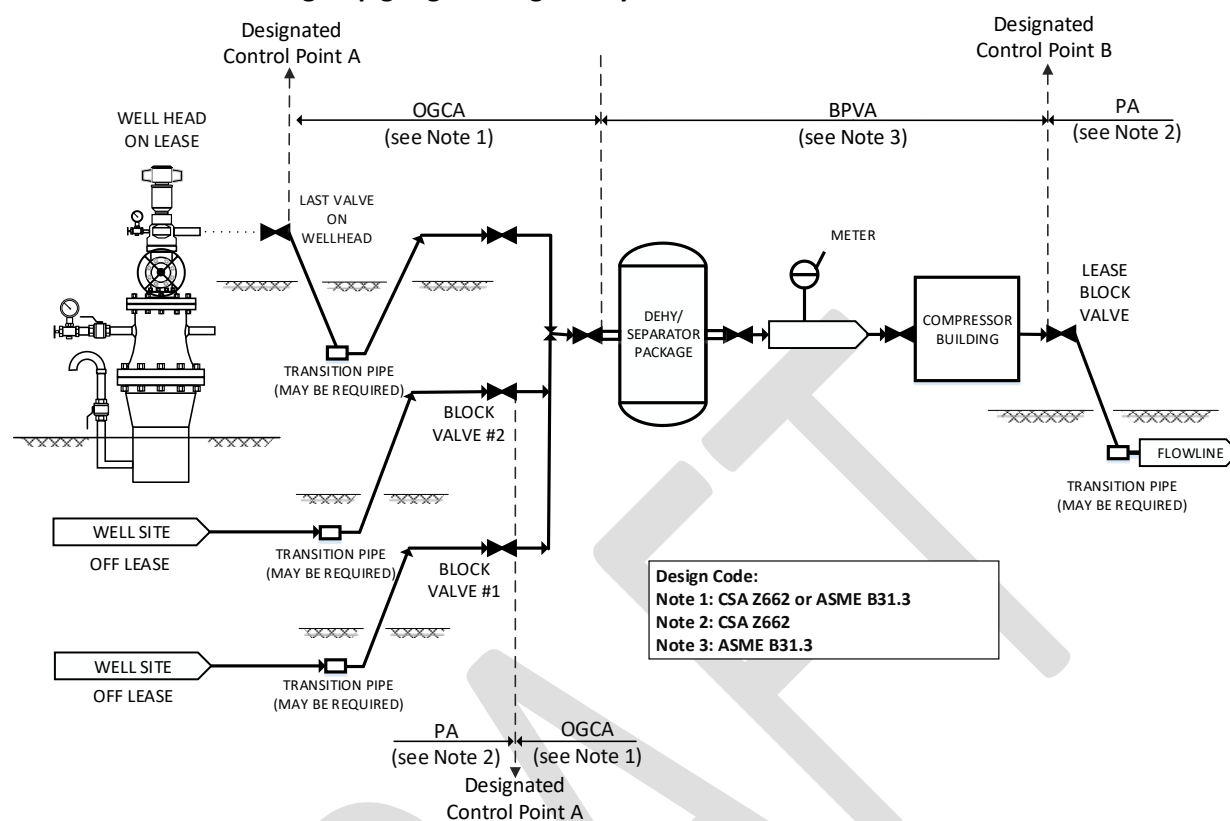 Designated
Control Point A
Designated
Control Point B
OGCA
(see Note 1)
BPVA
(see Note 3)
PA
(see Note 2)
WELL HEAD
ON LEASE
LAST VALVE
ON
WELLHEAD
METER
LEASE
BLOCK
VALVE
DEHY/
SEPARATOR
PACKAGE
COMPRESSOR
BUILDING
TRANSITION PIPE
(MAY BE REQUIRED)
BLOCK
VALVE #2
FLOWLINE
TRANSITION PIPE
(MAY BE REQUIRED)
WELL SITE
OFF LEASE
TRANSITION PIPE
(MAY BE REQUIRED)
BLOCK
VALVE #1
Design Code:
Note 1: CSA Z662 or ASME B31.3
Note 2: CSA Z662
Note 3: ASME B31.3
WELL SITE
OFF LEASE
TRANSITION PIPE
(MAY BE REQUIRED)
PA
(see Note 2)
OGCA
(see Note 1)
Designated
Control Point A